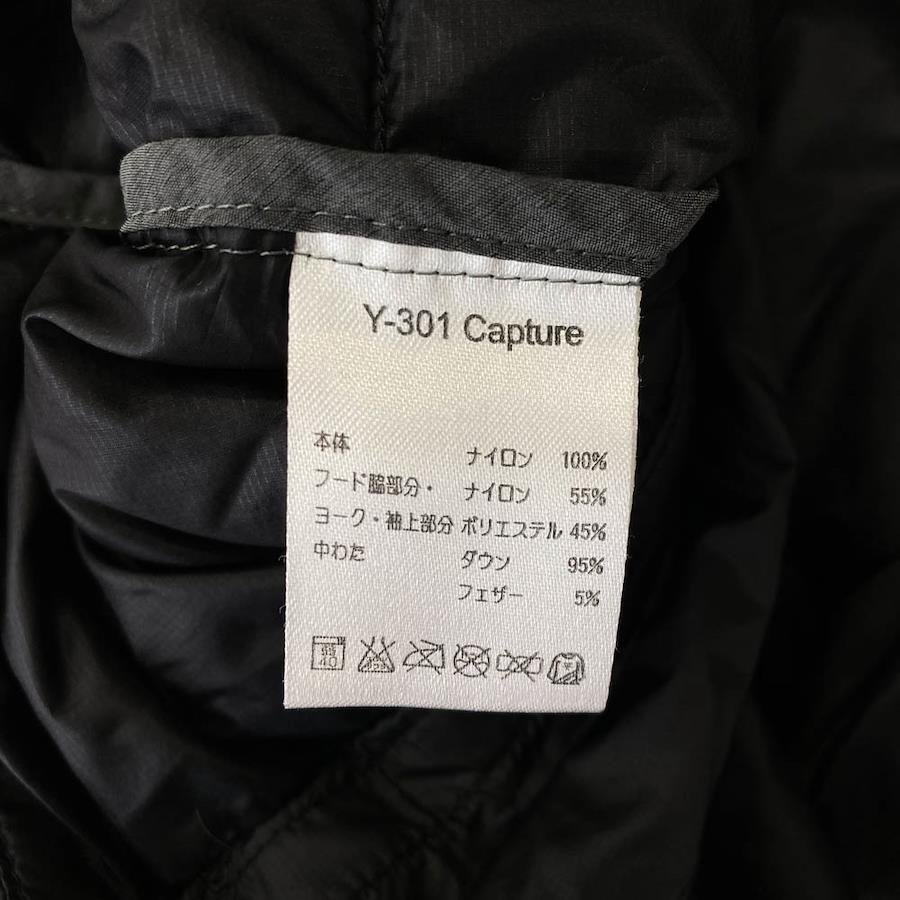 Y-301 Capture
本体 ナイロン 100%
フード脇部分・ ナイロン 55%
ヨーク・袖上部分 ポリエステル 45%
中わた ダウン 95%
フェザー 5%
40